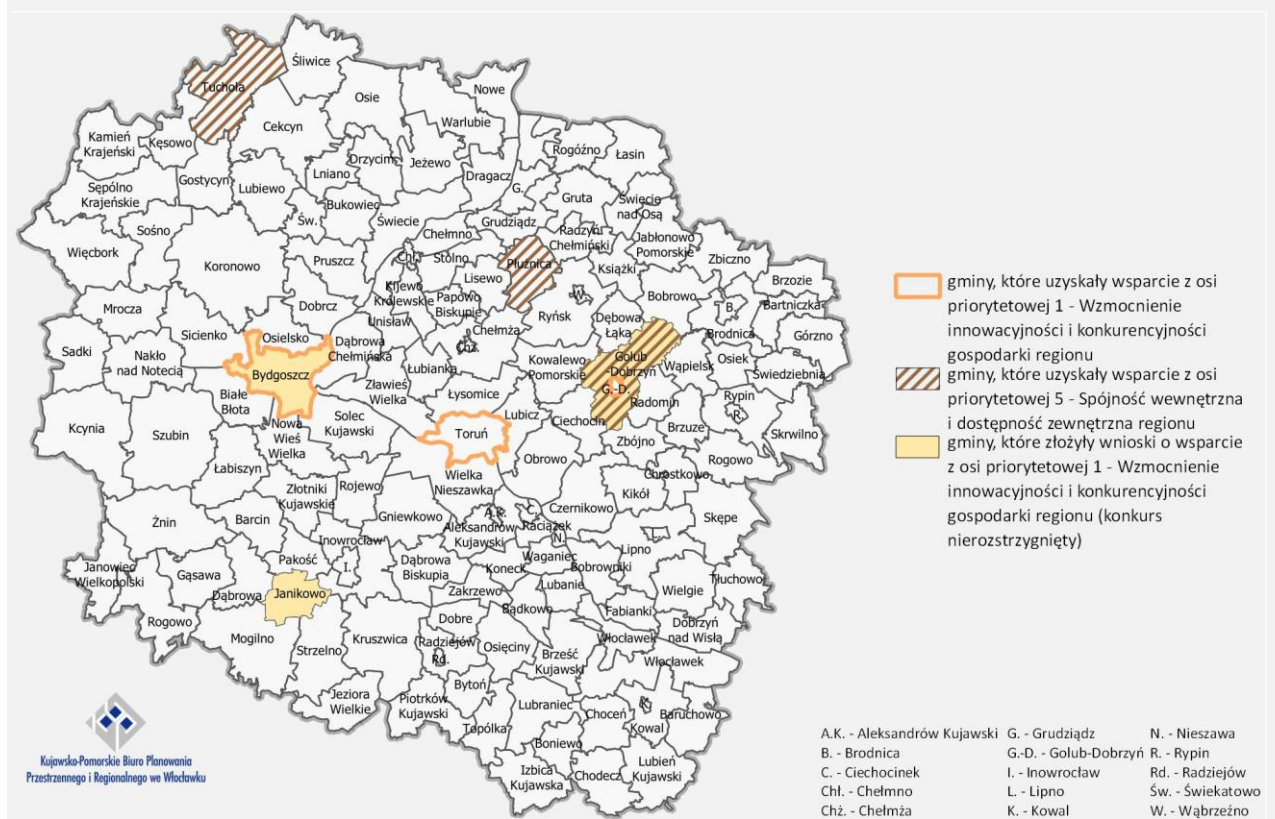 Śliwice
Tuchola
Osie
Nowe
Cekcyn
Warlubie
Kamień
Krajeński
Kęsowo
Rogóźno
Łasin
Drzycim
Jeżewo
Lniano
Dragacz
G.
Gostycyn
Lubiewo
Sępólno
Krajeńskie
Gruta
Święcie
nad Osą
Bukowiec
Św.
Świecie
Grudziądz
Radzyń
Chełmiński
Sośno
Chełmno
Jabłonowo
Pomorskie
Więcbork
Koronowo
Pruszcz
Chł.
Stolno
Płużnica
Zbiczno
Lisewo
Książki
Brzozie
Kijewo
Królewskie
Papowo
Biskupie
W.
Bobrowo
Bartniczka
Mrocza
Dobrcz
B.
Unisław
Chełmża
Ryńsk
Dębowa
Łąka
Brodnica
Górzno
Sicienko
Osielsko
Dąbrowa
Chełmińska
Chż.
Sadki
Nakło
nad Notecią
Golub
-Dobrzyń
Osiek
Kowalewo
Pomorskie
Wąpielsk
Świedziebnia
Bydgoszcz
Łubianka
Zławieś
Wielka
Łysomice
G.-D.
Radomin
Rypin
R.
Białe
Błota
Solec
Kujawski
Toruń
Lubicz
Ciechocin
Brzuze
Skrwilno
Kcynia
Szubin
Nowa
Wieś
Wielka
Zbójno
Rogowo
Obrowo
Łabiszyn
Wielka
Nieszawka
Chrostkowo
Złotniki
Kujawskie
Rojewo
Kikół
Żnin
Barcin
Gniewkowo
A.K.
C.
Czernikowo
Skępe
Aleksandrów
Kujawski
Raciążek
N.
Inowrocław
I.
L.
Lipno
Janowiec
Wielkopolski
Gąsawa
Pakość
Dąbrowa
Biskupia
Waganiec
Koneck
Bobrowniki
Tłuchowo
Dąbrowa
Janikowo
Zakrzewo
Lubanie
Wielgie
Rogowo
Bądkowo
Fabianki
Dobre
Dobrzyń
nad Wisłą
Mogilno
Strzelno
Kruszwica
Radziejów
Rd.
Osięciny
Włocławek
Brześć
Kujawski
Włocławek
Bytoń
Jeziora
Wielkie
Piotrków
Kujawski
Lubraniec
Choceń
K.
Kowal
Baruchowo
Topólka
Boniewo
Izbica
Kujawska
Chodecz
Lubień
Kujawski
gminy, które uzyskały wsparcie z osi
priorytetowej 1 - Wzmocnienie
innowacyjności i konkurencyjności
gospodarki regionu
gminy, które uzyskały wsparcie z osi
priorytetowej 5 - Spójność wewnętrzna
i dostępność zewnętrzna regionu
gminy, które złożyły wnioski o wsparcie
z osi priorytetowej 1 - Wzmocnienie
innowacyjności i konkurencyjności
gospodarki regionu (konkurs
nierozstrzygnięty)
Kujawsko-Pomorskie Biuro Planowania
Przestrzennego i Regionalnego we Włocławku
A.K. - Aleksandrów Kujawski G. - Grudziądz N. - Nieszawa
B. - Brodnica G.-D. - Golub-Dobrzyń R. - Rypin
C. - Ciechocinek I. - Inowrocław Rd. - Radziejów
Chł. - Chełmno L. - Lipno Św. - Świekatowo
Chż. - Chełmża K. - Kowal W. - Wąbrzeźno